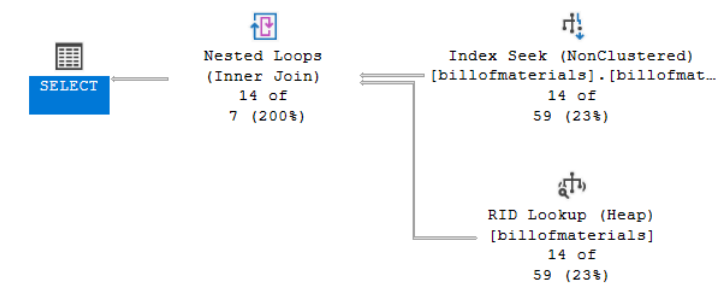 SELECT
Nested Loops
(Inner Join)
14 of
7 (200%)
Index Seek (NonClustered)
[billofmaterials].[billofmat…
14 of
59 (23%)
RID Lookup (Heap)
[billofmaterials]
14 of
59 (23%)